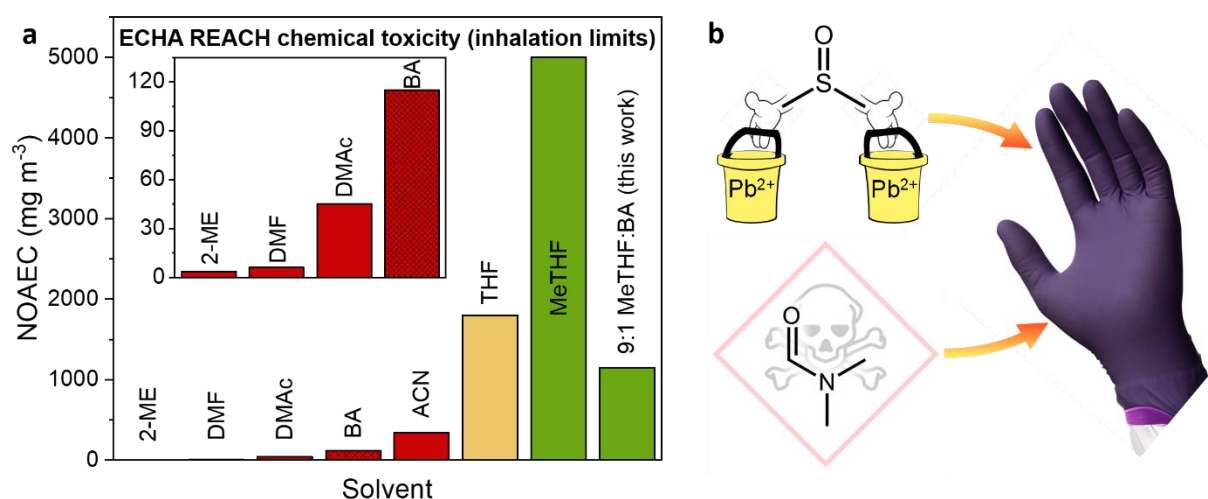 a
ECHA REACH chemical toxicity (inhalation limits)
NOAEC (mg m⁻³)
5000
4000
3000
2000
1000
0
120
90
60
30
0
2-ME
DMF
DMAc
BA
2-ME
DMF
DMAc
BA
ACN
THF
MeTHF
9:1 MeTHF:BA (this work)
Solvent
b
O
S
Pb²⁺
Pb²⁺
O
N